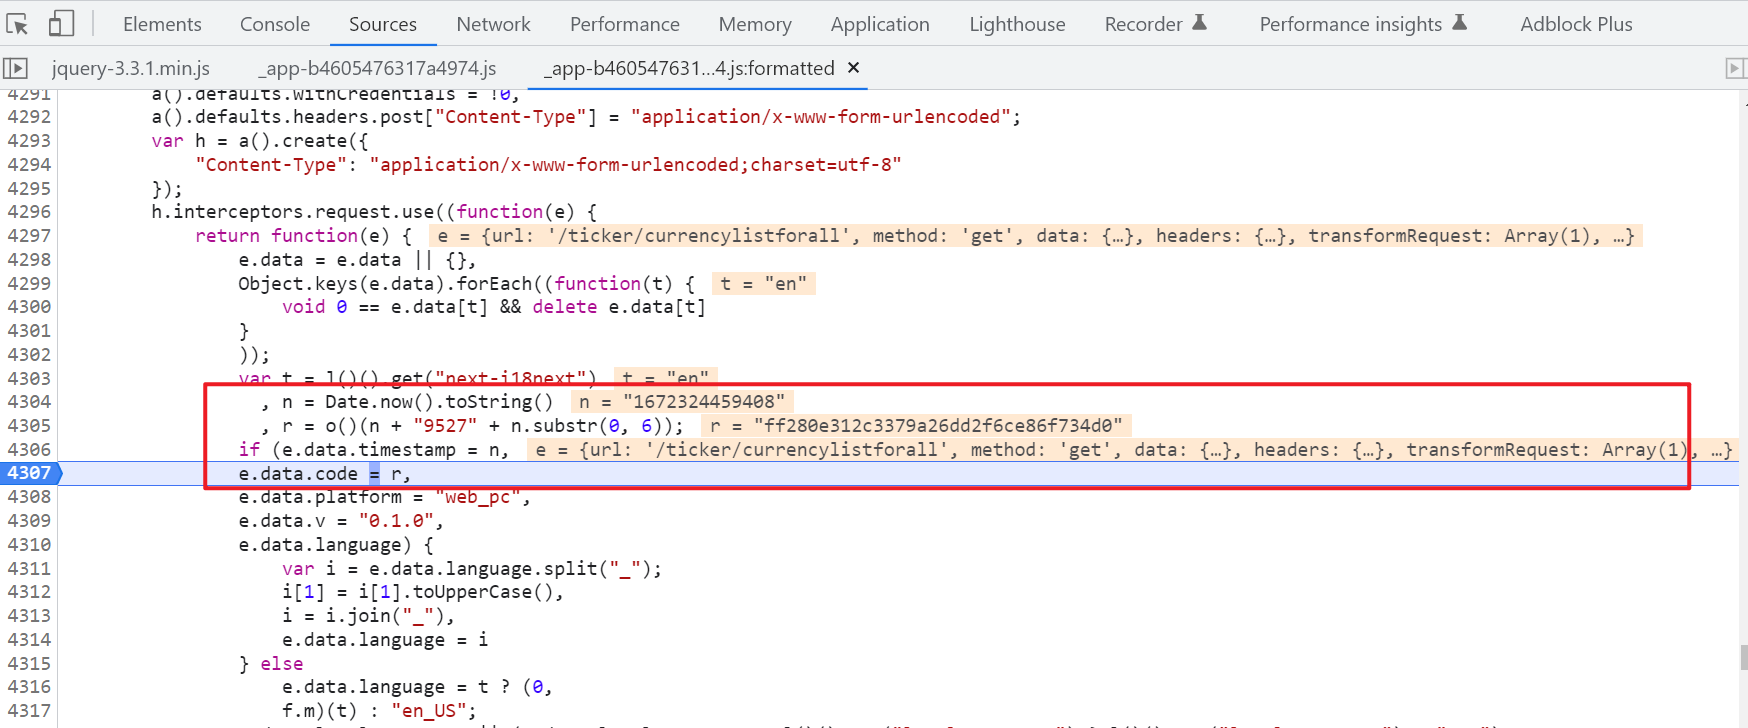 Elements Console Sources Network Performance Memory Application Lighthouse Recorder Performance insights Adblock Plus
jquery-3.3.1.min.js _app-b4605476317a4974.js _app-b460547631...4.js:formatted ×
4291 a().defaults.withCredentials = !0,
4292 a().defaults.headers.post["Content-Type"] = "application/x-www-form-urlencoded";
4293 var h = a().create({
4294 "Content-Type": "application/x-www-form-urlencoded;charset=utf-8"
4295 });
4296 h.interceptors.request.use((function(e) {
4297 return function(e) { e = {url: '/ticker/currencylistforall', method: 'get', data: {…}, headers: {…}, transformRequest: Array(1), …}
4298 e.data = e.data || {},
4299 Object.keys(e.data).forEach((function(t) { t = "en"
4300 void 0 == e.data[t] && delete e.data[t]
4301 }
4302 ));
4303 var t = l()().get("next-i18next") t = "en"
4304 , n = Date.now().toString() n = "1672324459408"
4305 , r = o()(n + "9527" + n.substr(0, 6)); r = "ff280e312c3379a26dd2f6ce86f734d0"
4306 if (e.data.timestamp = n, e = {url: '/ticker/currencylistforall', method: 'get', data: {…}, headers: {…}, transformRequest: Array(1), …}
4307 e.data.code = r,
4308 e.data.platform = "web_pc",
4309 e.data.v = "0.1.0",
4310 e.data.language) {
4311 var i = e.data.language.split("_");
4312 i[1] = i[1].toUpperCase(),
4313 i = i.join("_"),
4314 e.data.language = i
4315 } else
4316 e.data.language = t ? (0,
4317 f.m)(t) : "en_US";